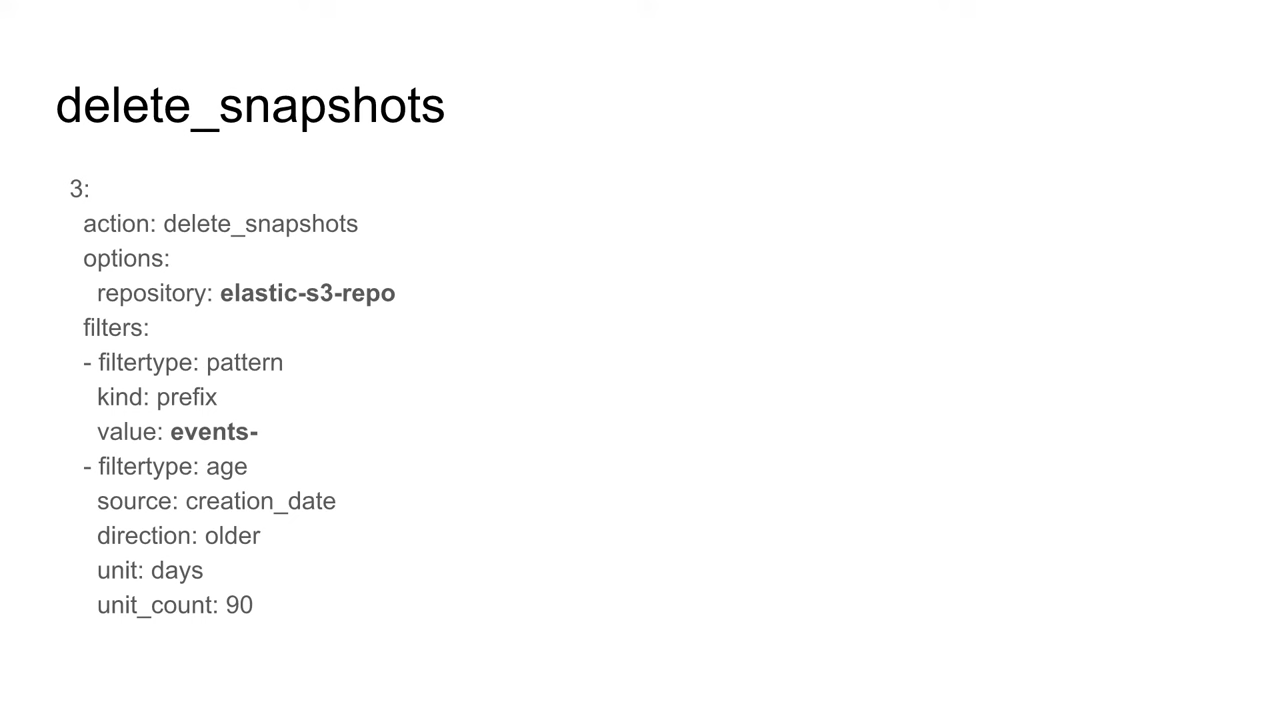 delete_snapshots
3:
action: delete_snapshots
options:
repository: elastic-s3-repo
filters:
- filtertype: pattern
kind: prefix
value: events-
- filtertype: age
source: creation_date
direction: older
unit: days
unit_count: 90